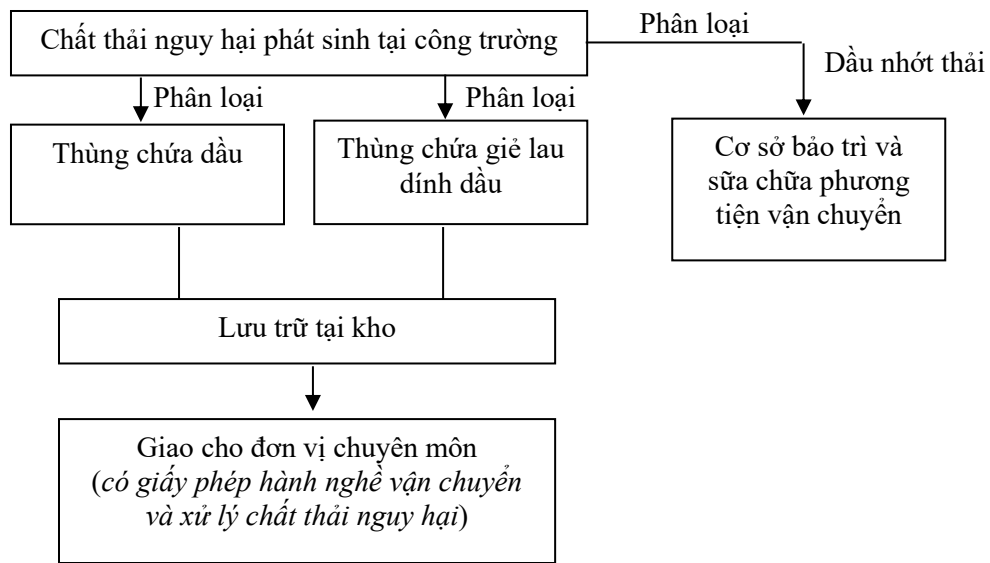 Chất thải nguy hại phát sinh tại công trường
Phân loại
Dầu nhớt thải
Phân loại
Phân loại
Thùng chứa dầu
Thùng chứa giẻ lau
dính dầu
Cơ sở bảo trì và
sữa chữa phương
tiện vận chuyển
Lưu trữ tại kho
Giao cho đơn vị chuyên môn
(có giấy phép hành nghề vận chuyển
và xử lý chất thải nguy hại)